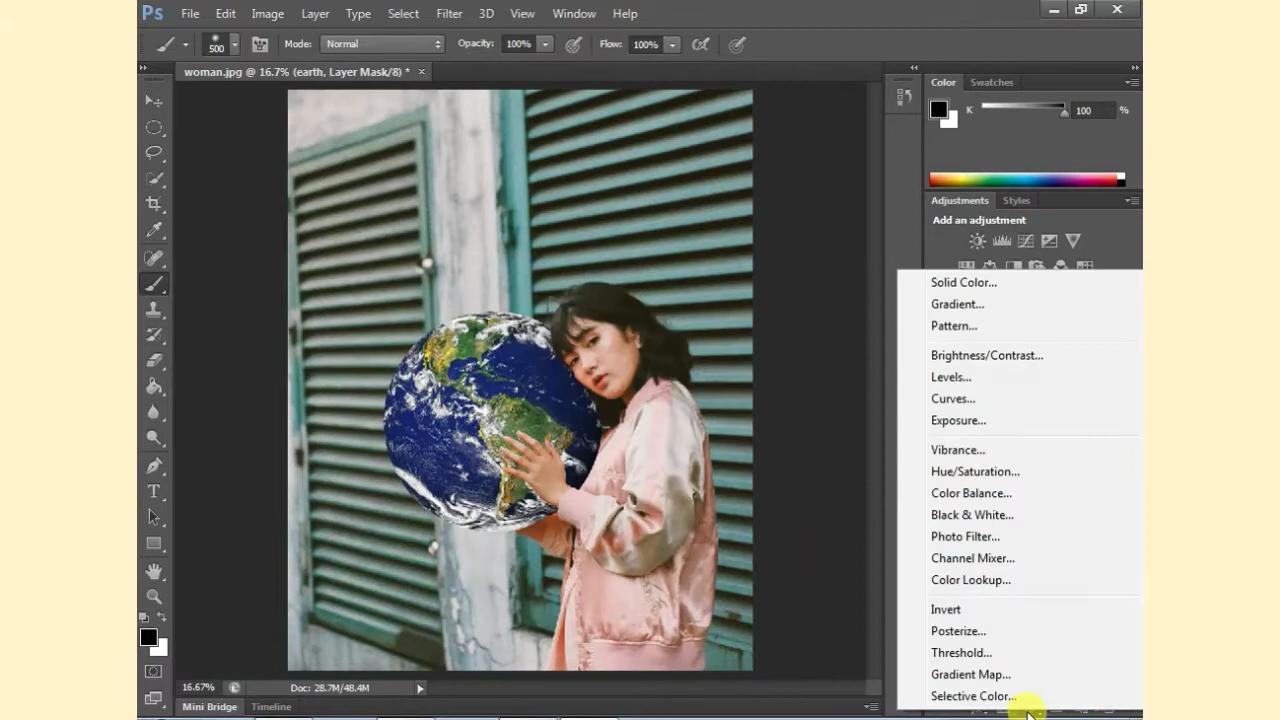 Ps File Edit Image Layer Type Select Filter 3D View Window Help
500 Mode: Normal Opacity: 100% Flow: 100%
woman.jpg @ 16.7% (earth, Layer Mask/8) * ×
Color Swatches
K 100 %
Adjustments Styles
Add an adjustment
Solid Color...
Gradient...
Pattern...
Brightness/Contrast...
Levels...
Curves...
Exposure...
Vibrance...
Hue/Saturation...
Color Balance...
Black & White...
Photo Filter...
Channel Mixer...
Color Lookup...
Invert
Posterize...
Threshold...
Gradient Map...
Selective Color...
16.67% Doc: 28.7M/48.4M
Mini Bridge Timeline